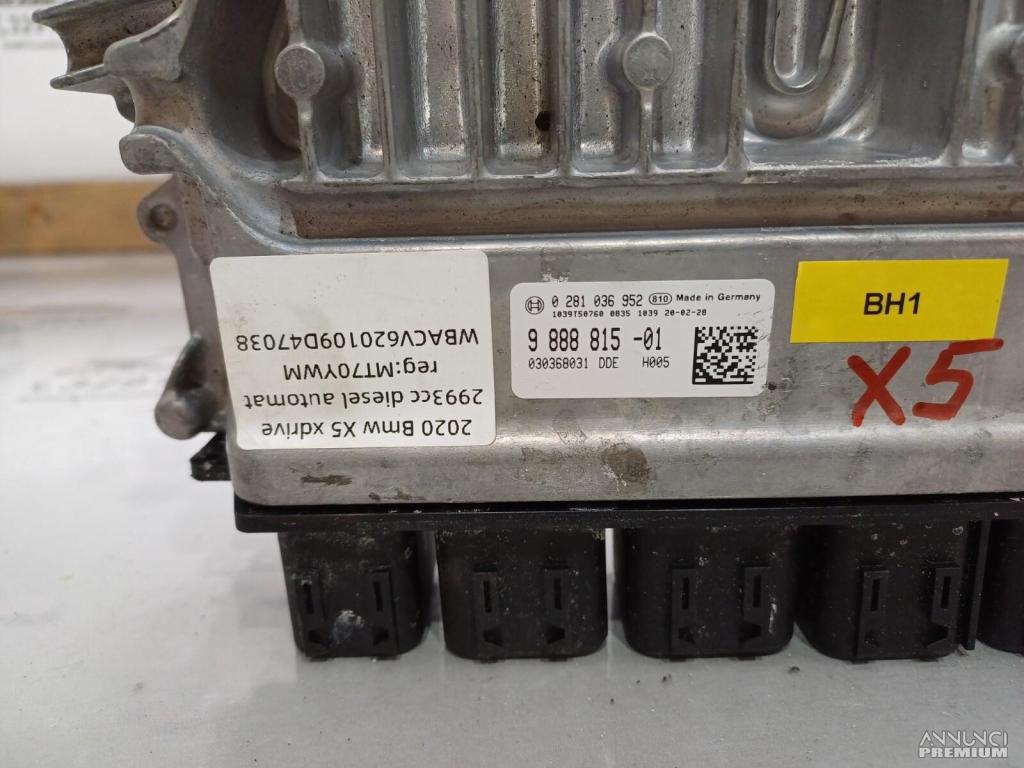 2020 Bmw X5 xdrive
2993cc diesel automat
reg:MT70YWM
WBACV620109D47038
0 281 036 952 810 Made in Germany
1039T50760 0835 1039 20-02-28
9 888 815 -01
030368031 DDE H005
BH1
X5
ANNUNCI
PREMIUM